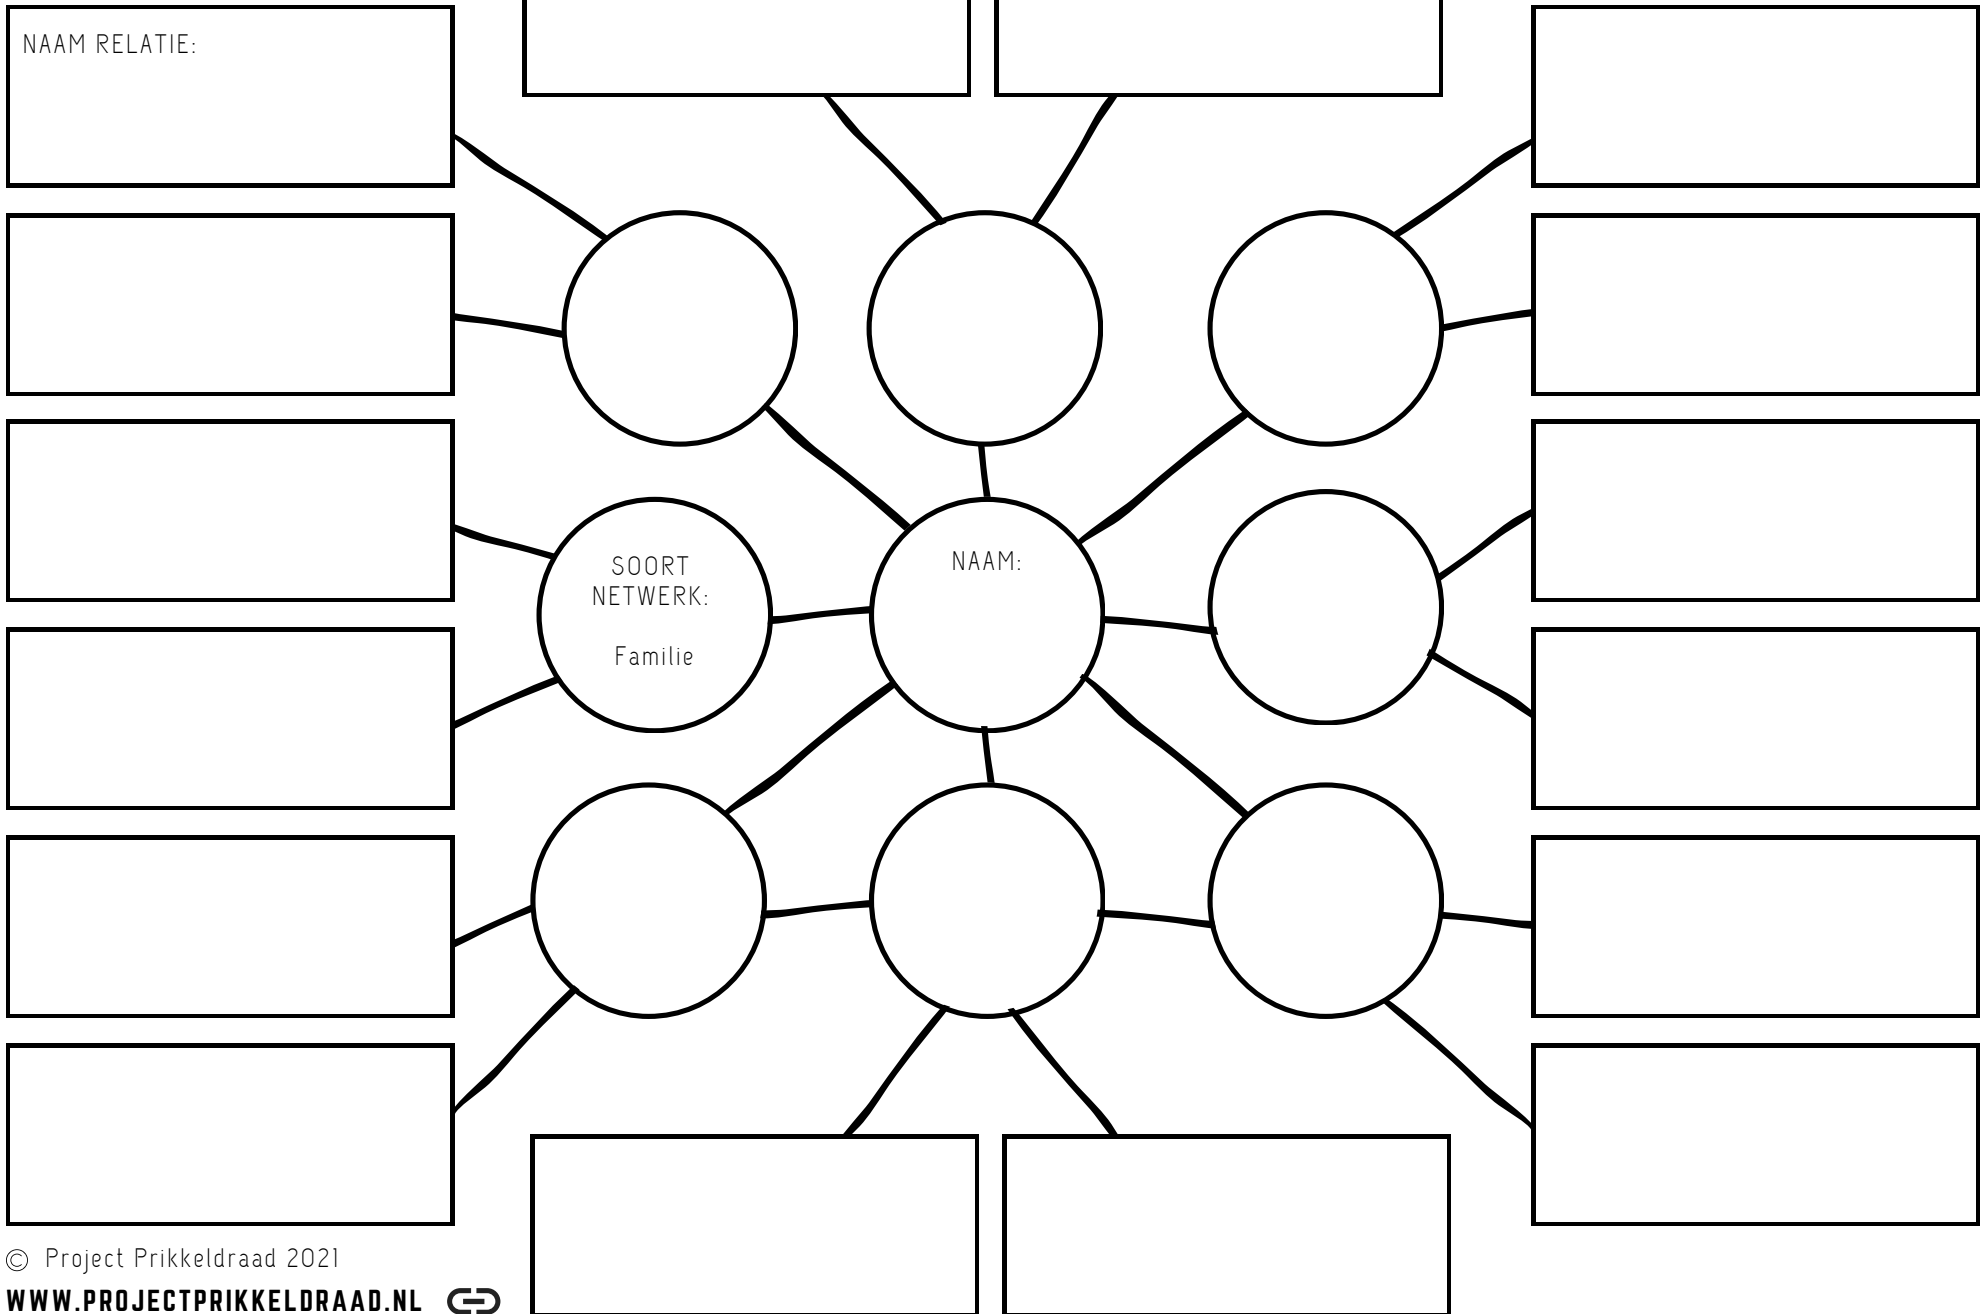 NAAM RELATIE:
SOORT
NETWERK:
Familie
NAAM:
© Project Prikkeldraad 2021
WWW.PROJECTPRIKKELDRAAD.NL